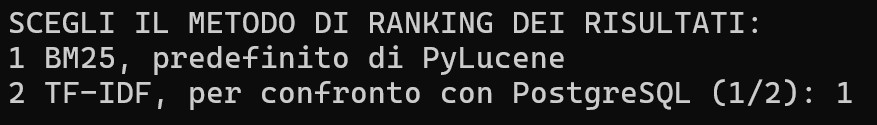 SCEGLI IL METODO DI RANKING DEI RISULTATI:
1 BM25, predefinito di PyLucene
2 TF-IDF, per confronto con PostgreSQL (1/2): 1